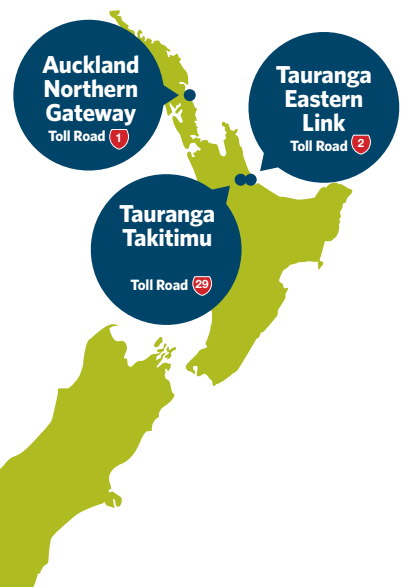 Auckland
Northern
Gateway
Toll Road 1
Tauranga
Eastern
Link
Toll Road 2
Tauranga
Takitimu
Toll Road 29